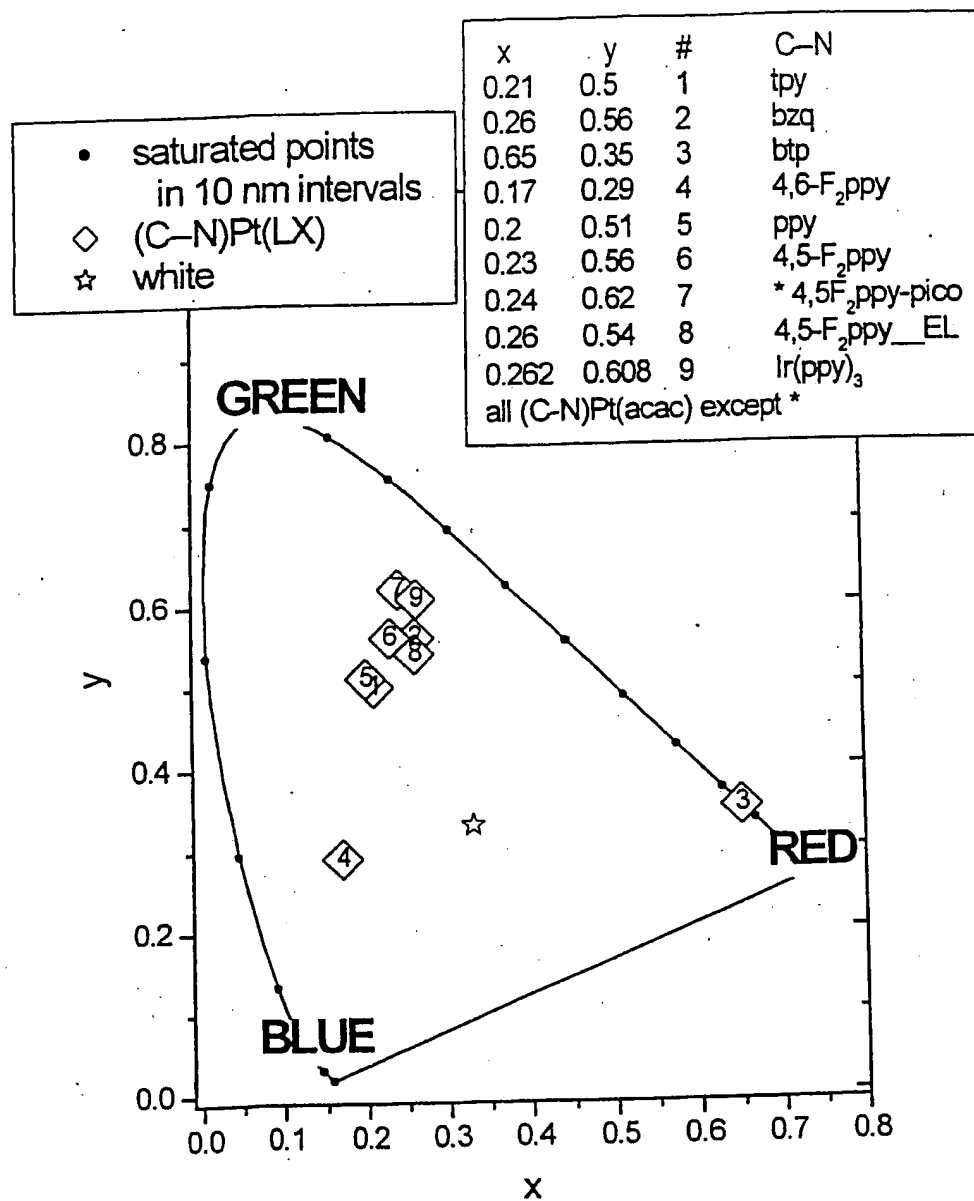 x y # C–N
0.21 0.5 1 tpy
0.26 0.56 2 bzq
0.65 0.35 3 btp
0.17 0.29 4 4,6-F₂ppy
0.2 0.51 5 ppy
0.23 0.56 6 4,5-F₂ppy
0.24 0.62 7 * 4,5F₂ppy-pico
0.26 0.54 8 4,5-F₂ppy__EL
0.262 0.608 9 Ir(ppy)₃
all (C-N)Pt(acac) except *
saturated points
in 10 nm intervals
(C–N)Pt(LX)
white
GREEN
0.8
0.6
0.4
0.2
0.0
y
7 9
6 2
8
5 1
3
4
RED
BLUE
0.0 0.1 0.2 0.3 0.4 0.5 0.6 0.7 0.8
x